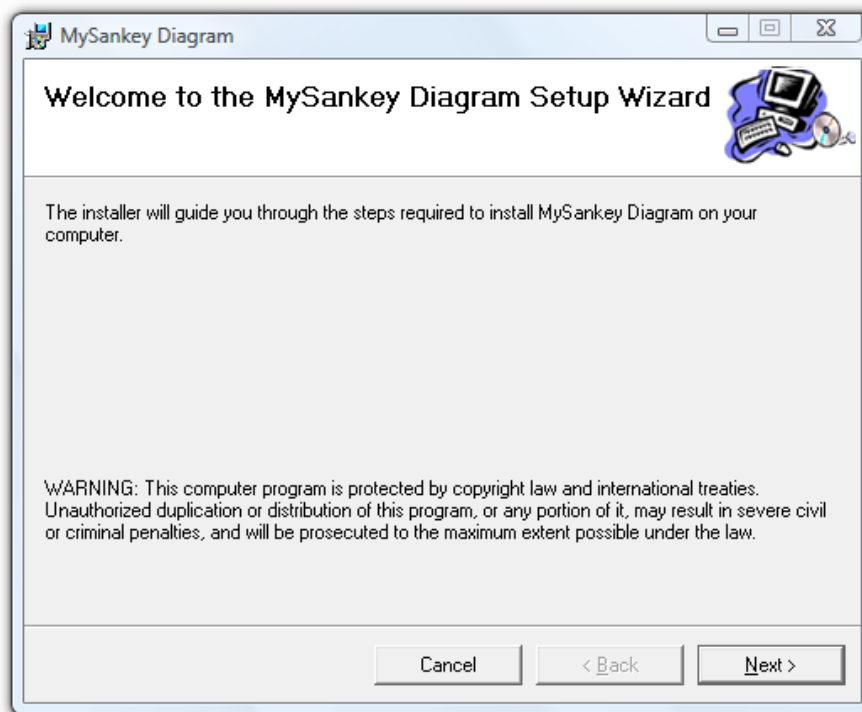 MySankey Diagram
Welcome to the MySankey Diagram Setup Wizard
The installer will guide you through the steps required to install MySankey Diagram on your
computer.
WARNING: This computer program is protected by copyright law and international treaties.
Unauthorized duplication or distribution of this program, or any portion of it, may result in severe civil
or criminal penalties, and will be prosecuted to the maximum extent possible under the law.
Cancel
< Back
Next >